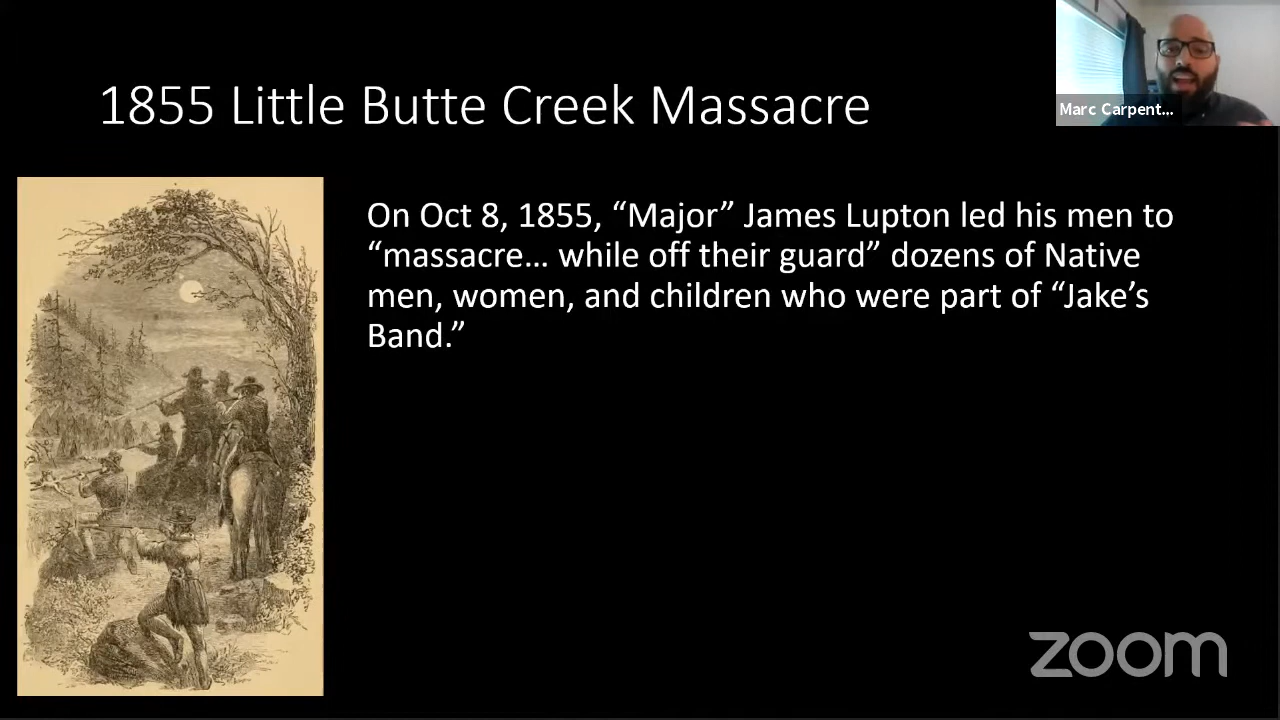 1855 Little Butte Creek Massacre
Marc Carpent...
On Oct 8, 1855, “Major” James Lupton led his men to
“massacre… while off their guard” dozens of Native
men, women, and children who were part of “Jake’s
Band.”
zoom